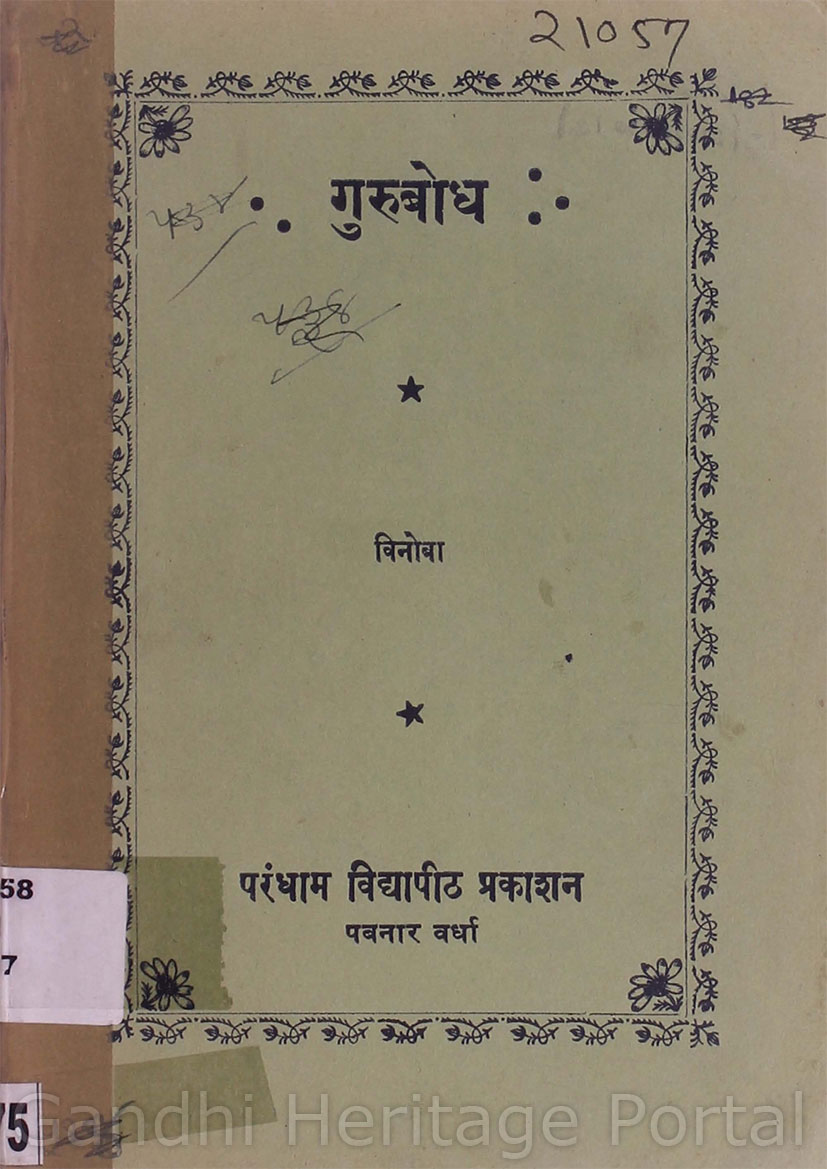 21057
गुरुबोध
विनोबा
परंधाम विद्यापीठ प्रकाशन
पवनार वर्धा
58
7
75
Gandhi Heritage Portal